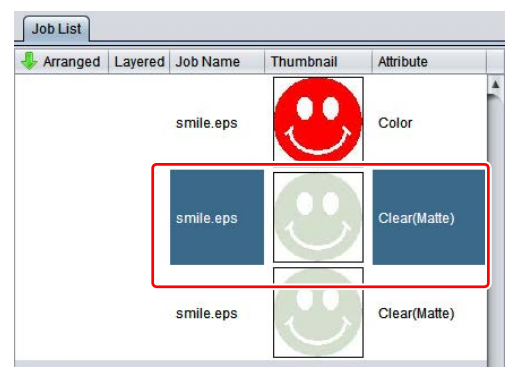 Job List
Arranged Layered Job Name Thumbnail Attribute
smile.eps Color
smile.eps Clear(Matte)
smile.eps Clear(Matte)